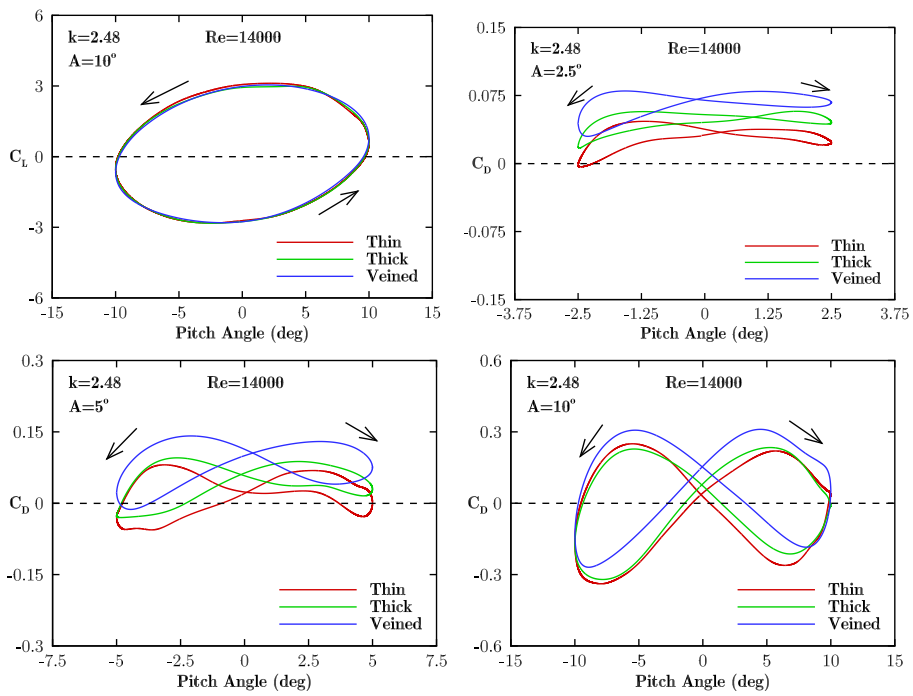 6
k=2.48 Re=14000
A=10°
3
C_L 0
-3
Thin
Thick
Veined
-6
-15 -10 -5 0 5 10 15
Pitch Angle (deg)
0.15
k=2.48 Re=14000
A=2.5°
0.075
C_D 0
-0.075
Thin
Thick
Veined
-0.15
-3.75 -2.5 -1.25 0 1.25 2.5 3.75
Pitch Angle (deg)
0.3
k=2.48 Re=14000
A=5°
0.15
C_D 0
-0.15
Thin
Thick
Veined
-0.3
-7.5 -5 -2.5 0 2.5 5 7.5
Pitch Angle (deg)
0.6
k=2.48 Re=14000
A=10°
0.3
C_D 0
-0.3
Thin
Thick
Veined
-0.6
-15 -10 -5 0 5 10 15
Pitch Angle (deg)